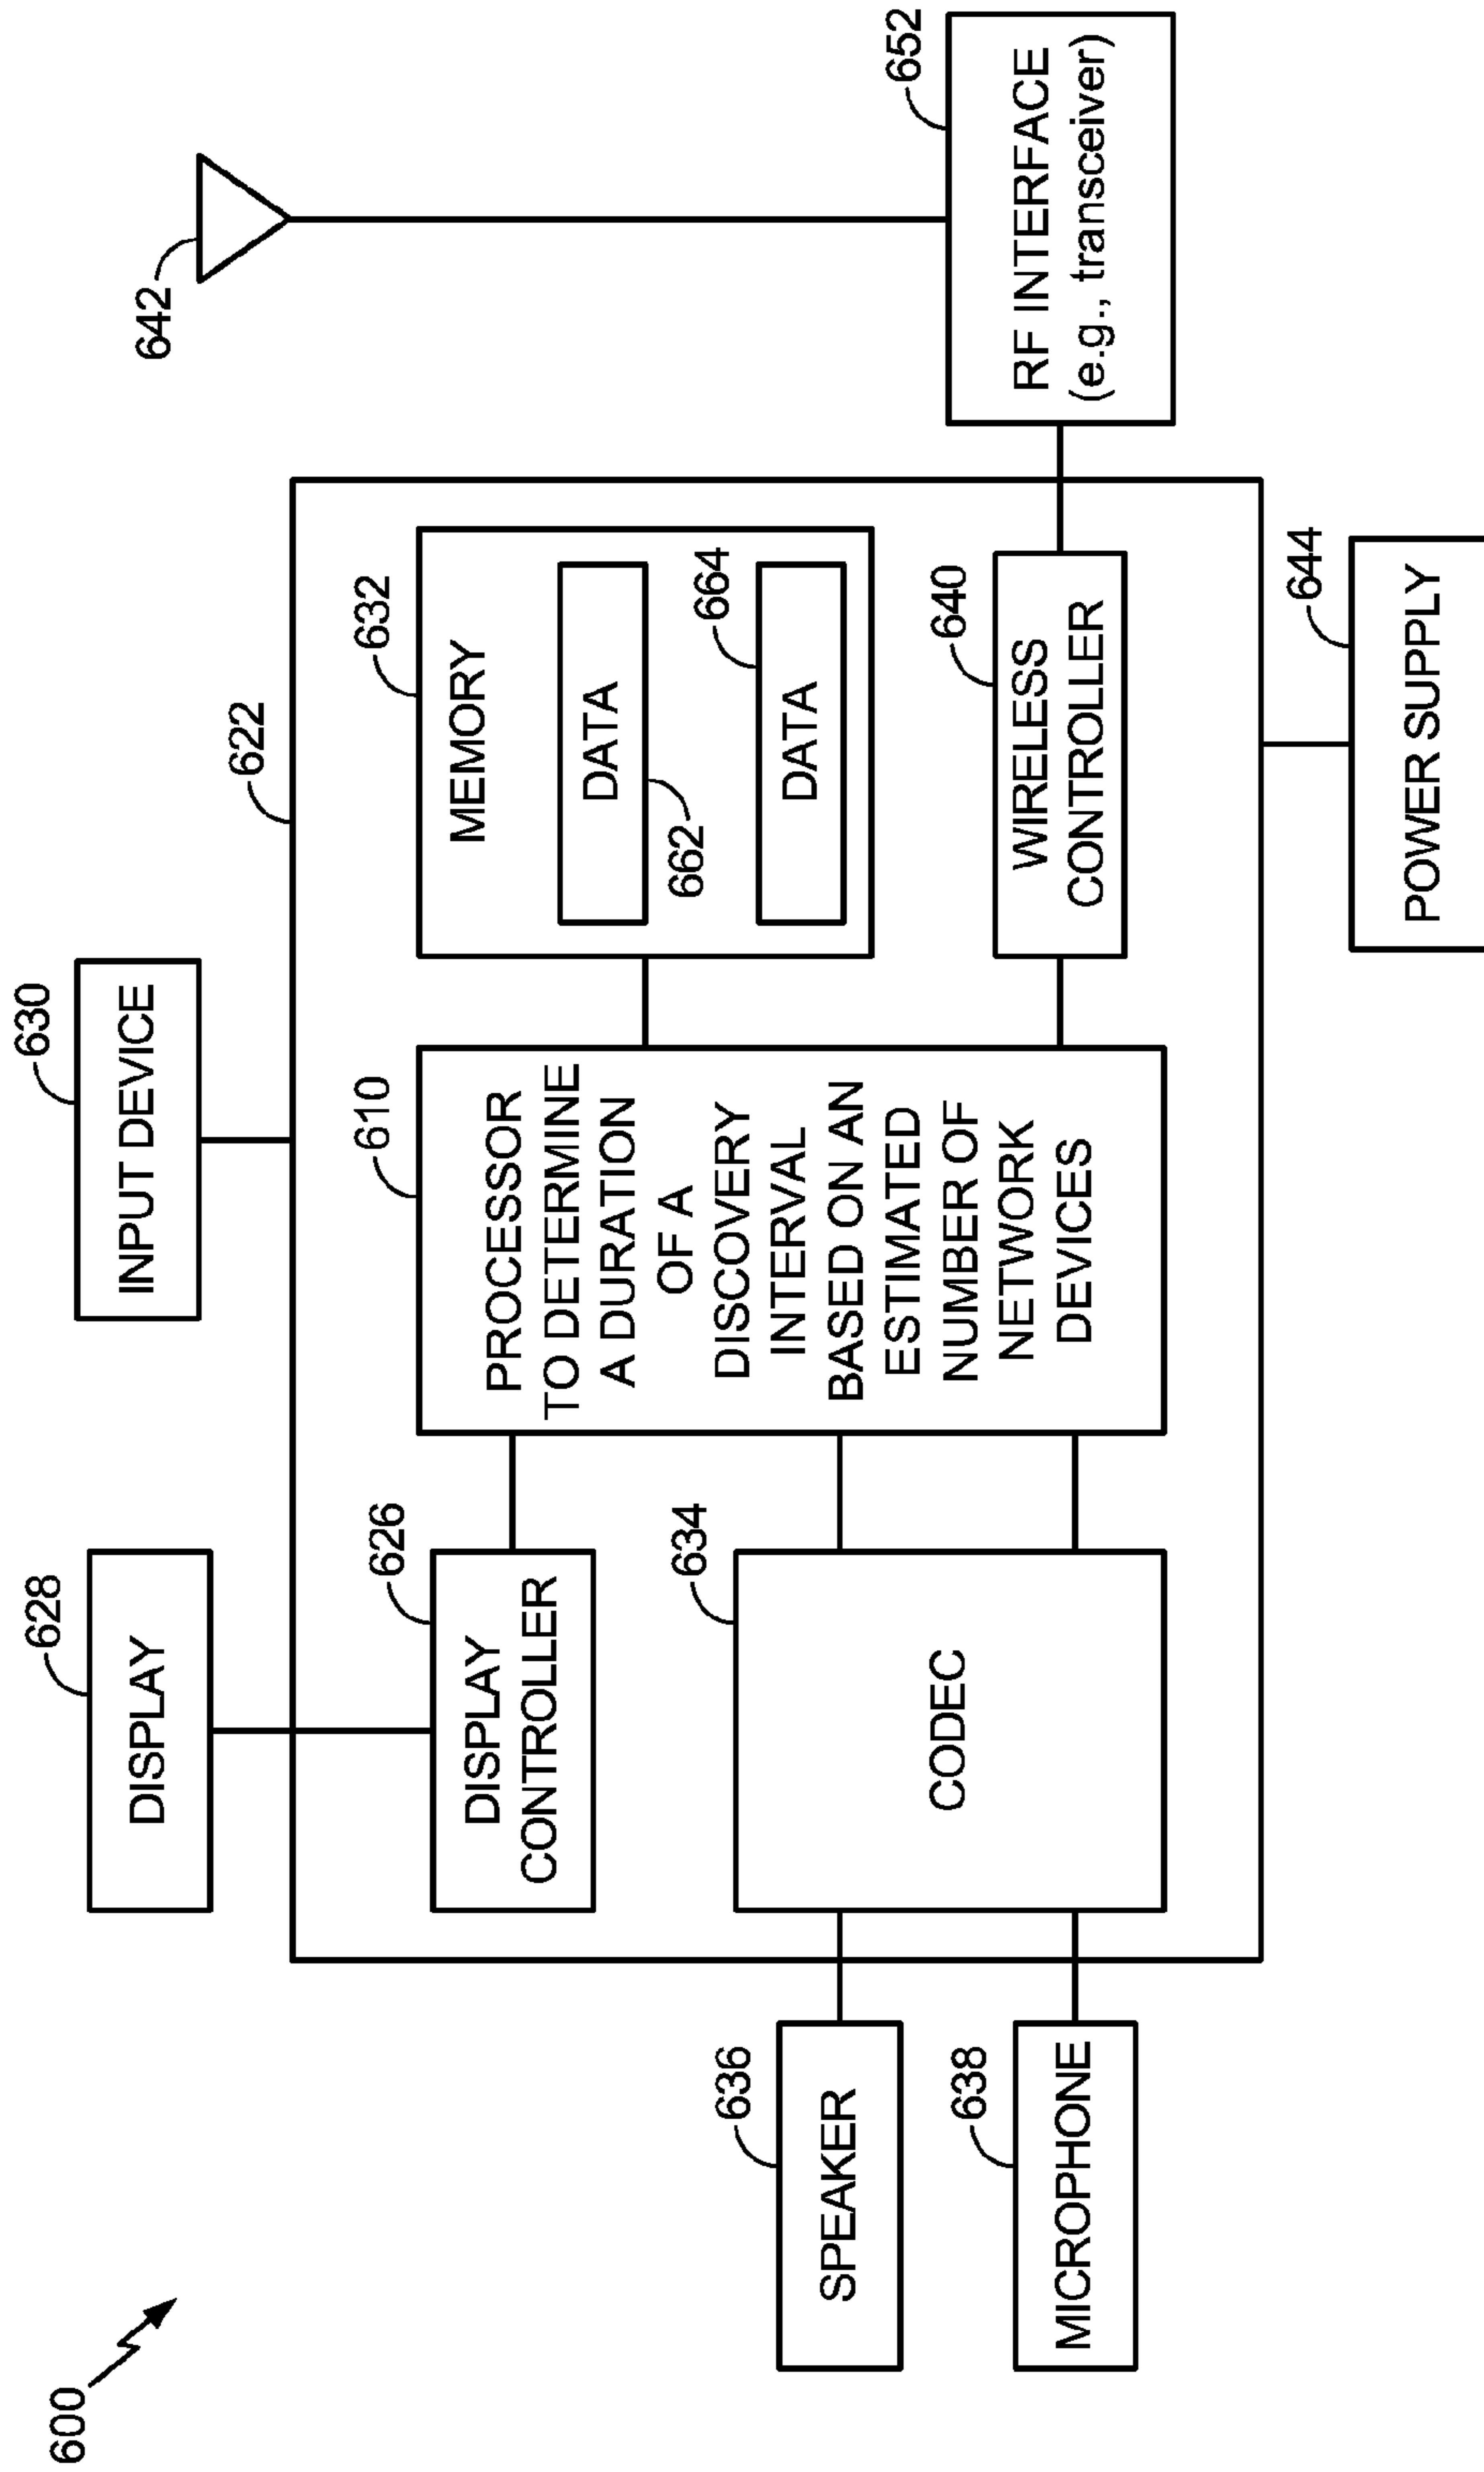 600
628
DISPLAY
630
INPUT DEVICE
642
622
626
DISPLAY
CONTROLLER
610
PROCESSOR
TO DETERMINE
A DURATION
OF A
DISCOVERY
INTERVAL
BASED ON AN
ESTIMATED
NUMBER OF
NETWORK
DEVICES
632
MEMORY
DATA
662
664
DATA
636
SPEAKER
634
CODEC
638
MICROPHONE
640
WIRELESS
CONTROLLER
652
RF INTERFACE
(e.g., transceiver)
644
POWER SUPPLY